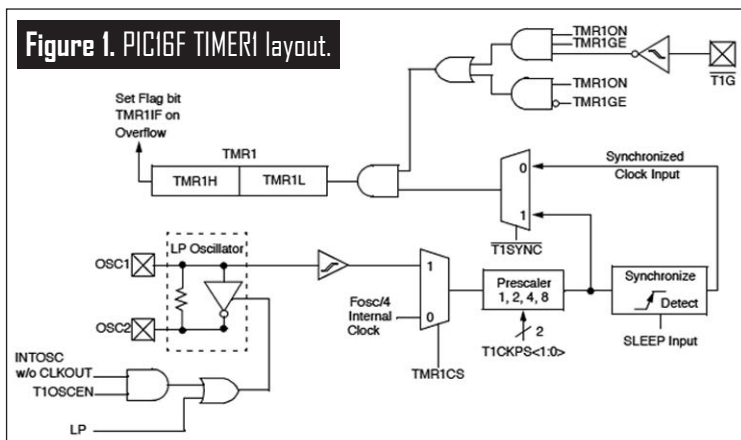 Figure 1. PIC16F TIMER1 layout.
TMR1ON
TMR1GE
T1G
TMR1ON
TMR1GE
Set Flag bit
TMR1IF on
Overflow
TMR1
TMR1H
TMR1L
Synchronized
Clock Input
0
1
T1SYNC
LP Oscillator
OSC1
OSC2
1
0
Fosc/4
Internal
Clock
TMR1CS
Prescaler
1, 2, 4, 8
2
T1CKPS<1:0>
Synchronize
Detect
SLEEP Input
INTOSC
w/o CLKOUT
T1OSCEN
LP